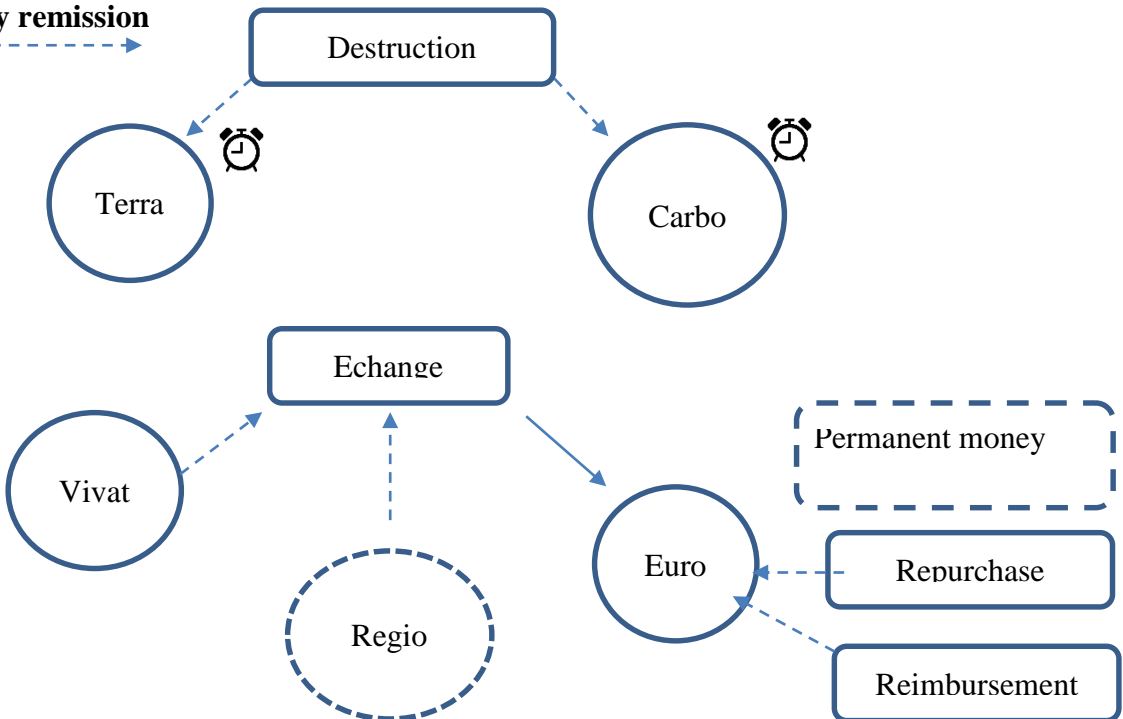 y remission
Destruction
Terra
Carbo
Echange
Permanent money
Vivat
Euro
Repurchase
Regio
Reimbursement